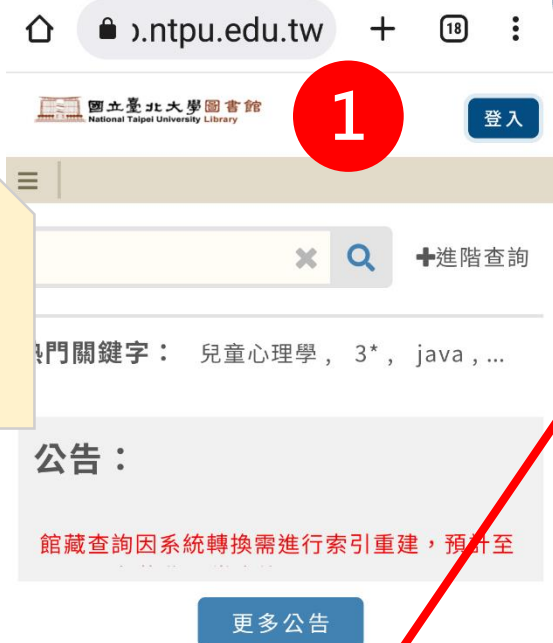 ).ntpu.edu.tw
18
國立臺北大學圖書館
National Taipei University Library
1
登入
進階查詢
熱門關鍵字： 兒童心理學 , 3* , java , ...
公告：
館藏查詢因系統轉換需進行索引重建，預計至
更多公告